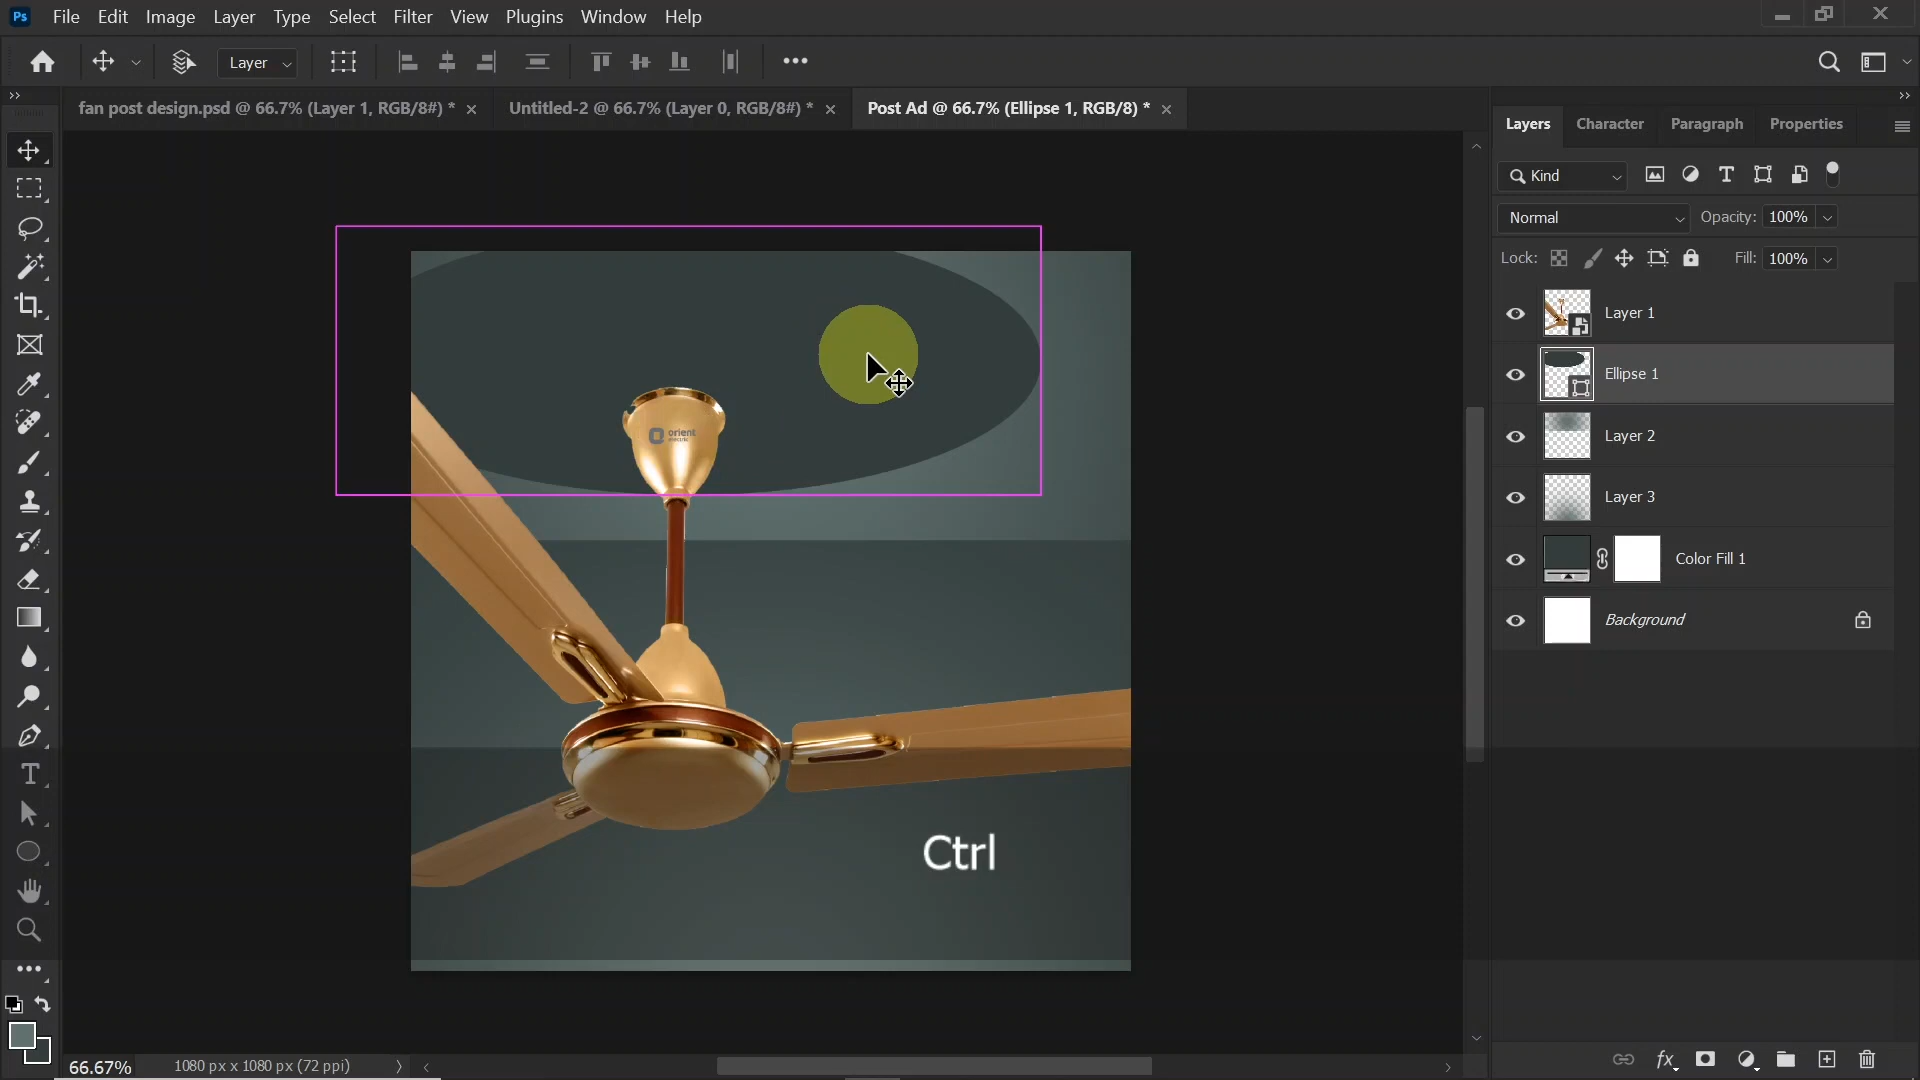 Ps File Edit Image Layer Type Select Filter View Plugins Window Help
Layer
fan post design.psd @ 66.7% (Layer 1, RGB/8#) *
Untitled-2 @ 66.7% (Layer 0, RGB/8#) *
Post Ad @ 66.7% (Ellipse 1, RGB/8) *
Layers Character Paragraph Properties
Kind
Normal Opacity: 100%
Lock: Fill: 100%
Layer 1
Ellipse 1
Layer 2
Layer 3
Color Fill 1
Background
orient
electric
Ctrl
66.67% 1080 px x 1080 px (72 ppi)
fx